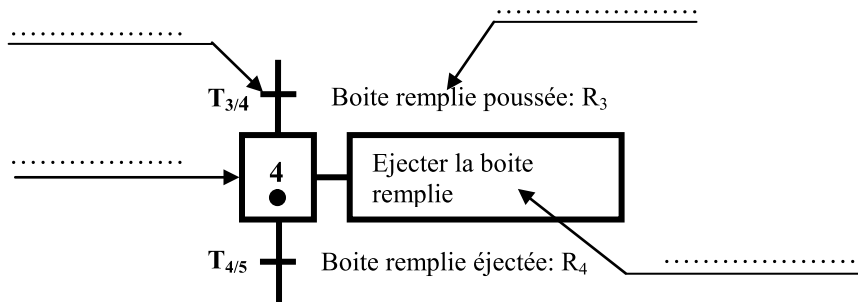 ..................
..................
T3/4 Boite remplie poussée: R3
..................
4 Ejecter la boite
remplie
T4/5 Boite remplie éjectée: R4
..................